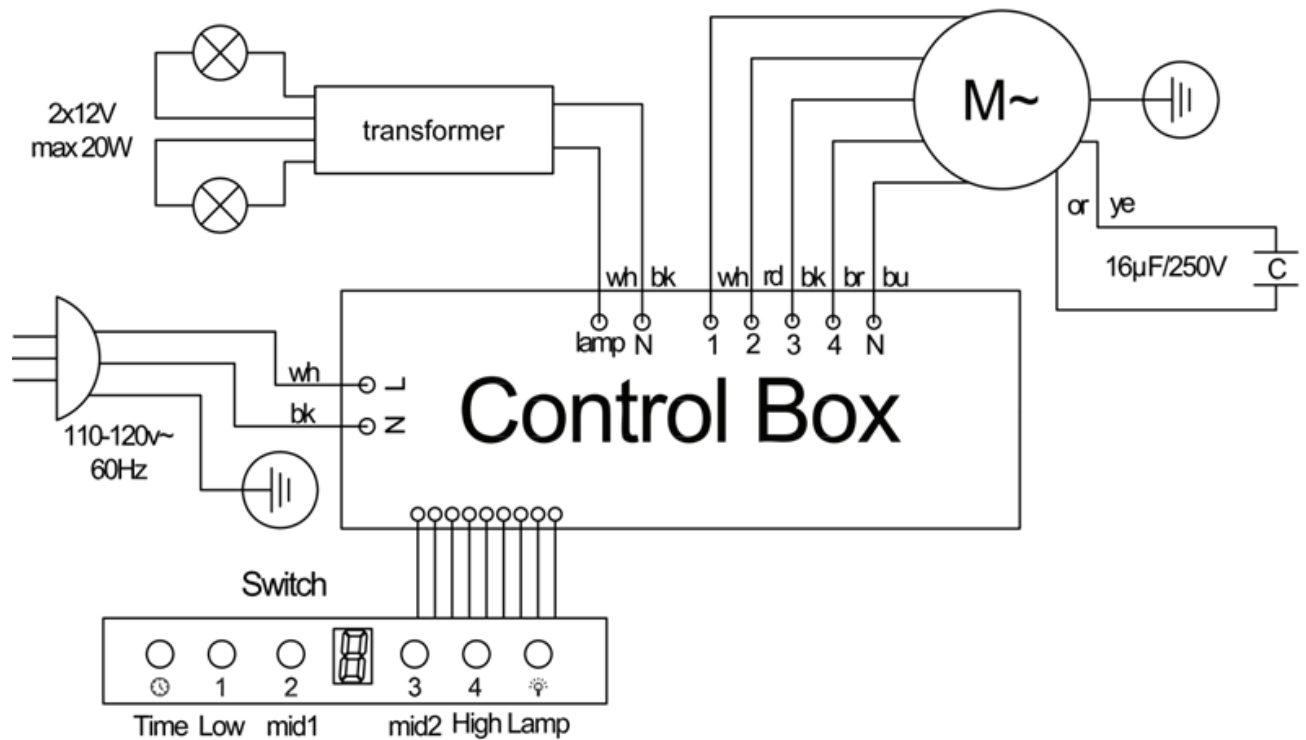 2x12V
max 20W
transformer
M~
or ye
16μF/250V
C
wh bk wh rd bk br bu
lamp N 1 2 3 4 N
wh L
bk N
Control Box
110-120v~
60Hz
Switch
8
1 2 3 4
Time Low mid1 mid2 High Lamp